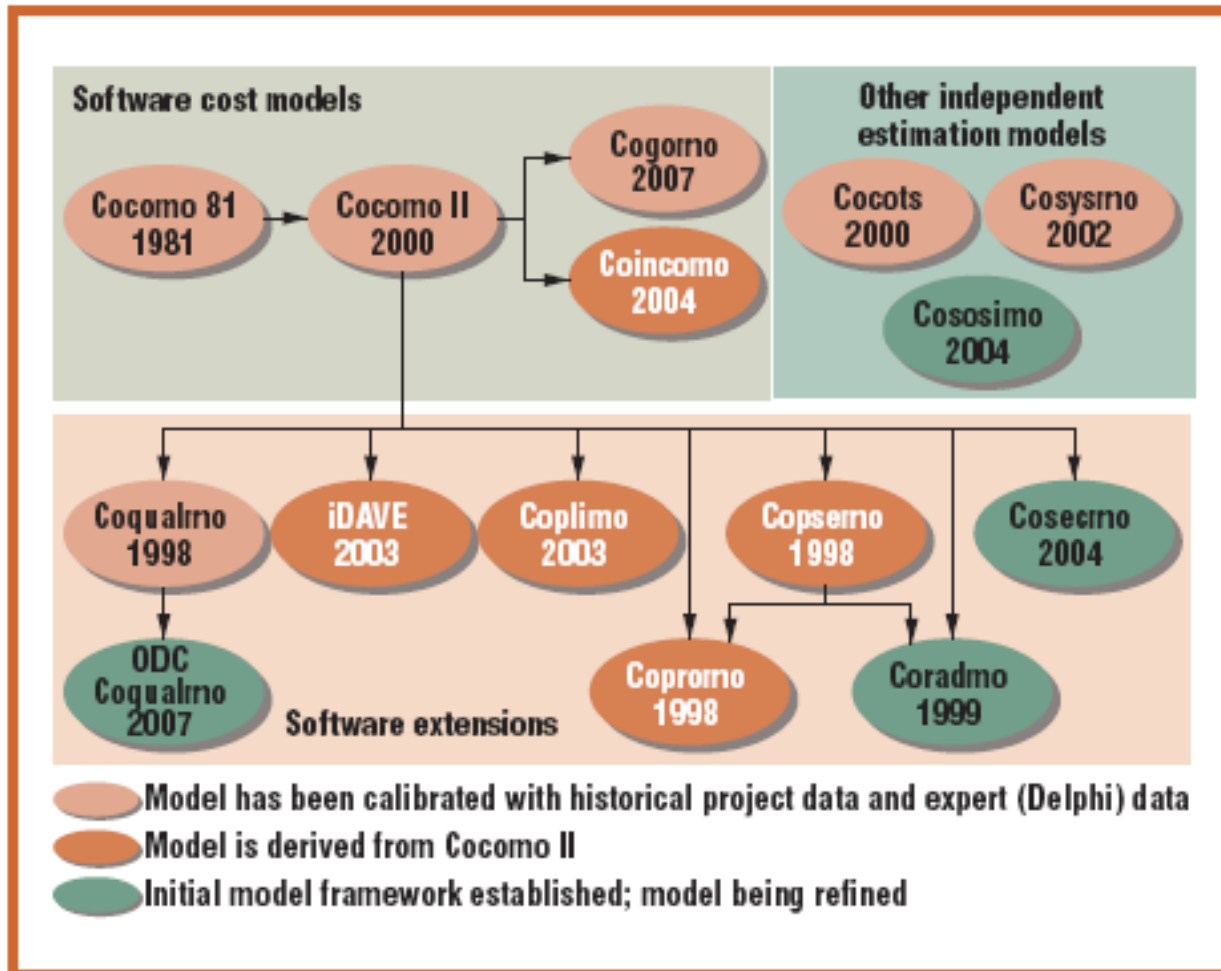 Software cost models
Cocomo 81
1981
Cocomo II
2000
Cogomo
2007
Coincomo
2004
Other independent
estimation models
Cocots
2000
Cosysmo
2002
Cososimo
2004
Coqualmo
1998
iDAVE
2003
Coplimo
2003
Copsemo
1998
Cosecmo
2004
ODC
Coqualmo
2007
Software extensions
Copromo
1998
Coradmo
1999
Model has been calibrated with historical project data and expert (Delphi) data
Model is derived from Cocomo II
Initial model framework established; model being refined